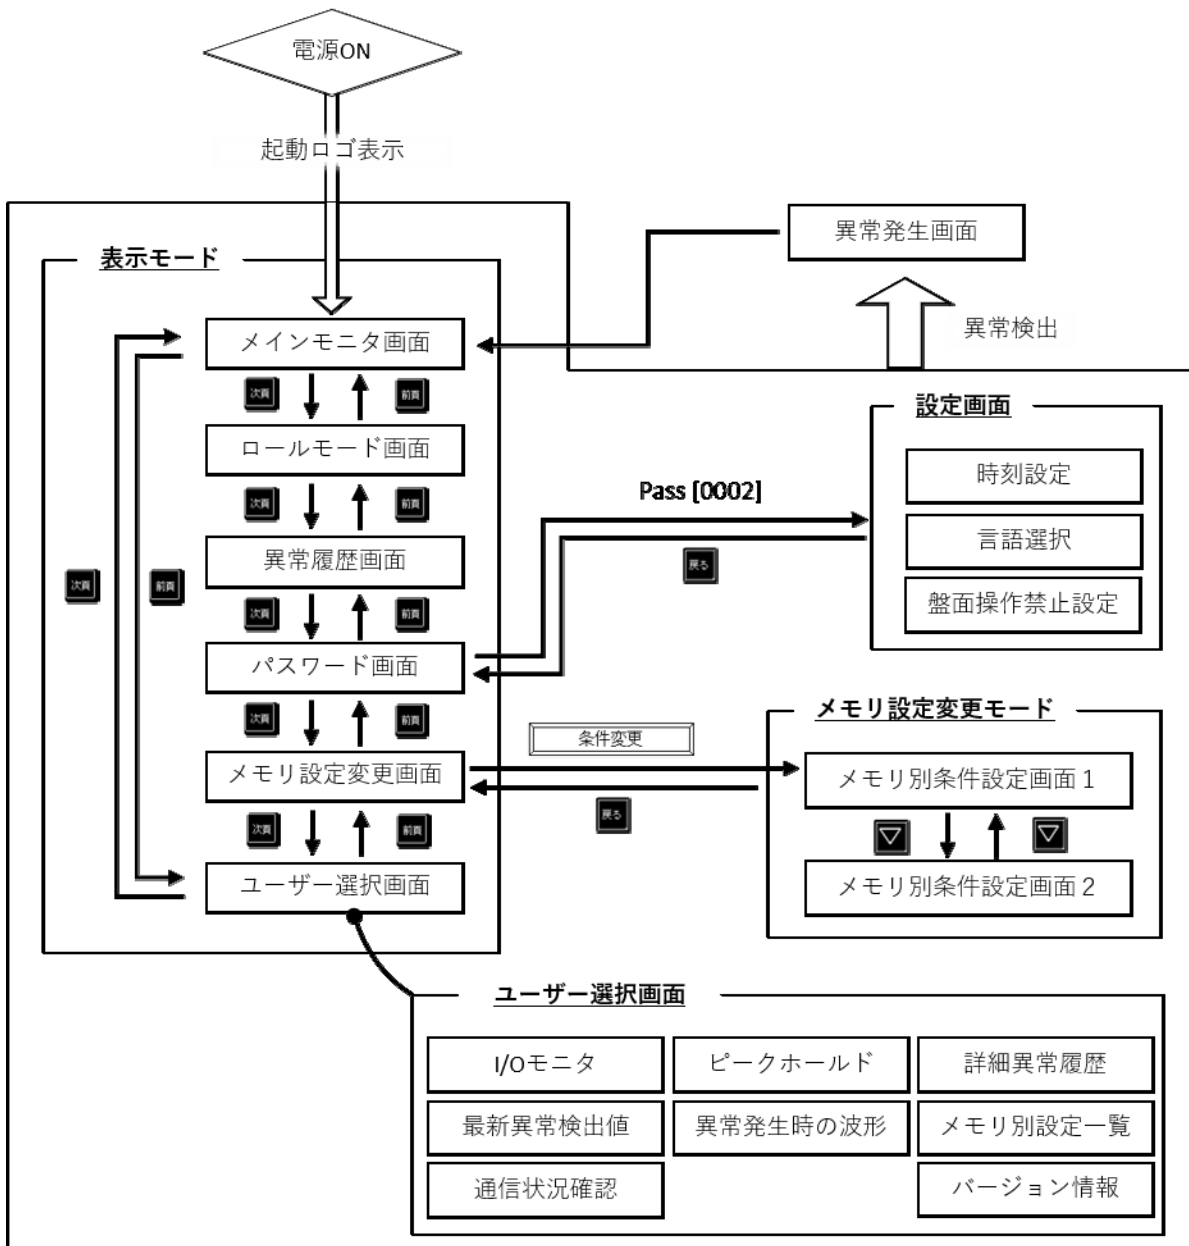 電源ON
起動ロゴ表示
異常発生画面
表示モード
異常検出
メインモニタ画面
次頁
前頁
設定画面
ロールモード画面
時刻設定
Pass [0002]
次頁
前頁
言語選択
異常履歴画面
戻る
次頁
前頁
次頁
前頁
盤面操作禁止設定
パスワード画面
次頁
前頁
メモリ設定変更モード
条件変更
メモリ設定変更画面
メモリ別条件設定画面1
戻る
次頁
前頁
ユーザー選択画面
メモリ別条件設定画面2
ユーザー選択画面
I/Oモニタ
ピークホールド
詳細異常履歴
最新異常検出値
異常発生時の波形
メモリ別設定一覧
通信状況確認
バージョン情報